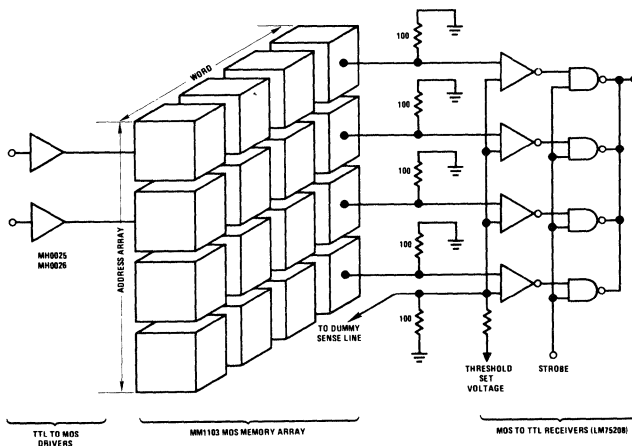 WORD
100
100
100
100
100
MH0025
MH0026
ADDRESS ARRAY
TO DUMMY
SENSE LINE
THRESHOLD
SET
VOLTAGE
STROBE
TTL TO MOS
DRIVERS
MM1103 MOS MEMORY ARRAY
MOS TO TTL RECEIVERS (LM75208)